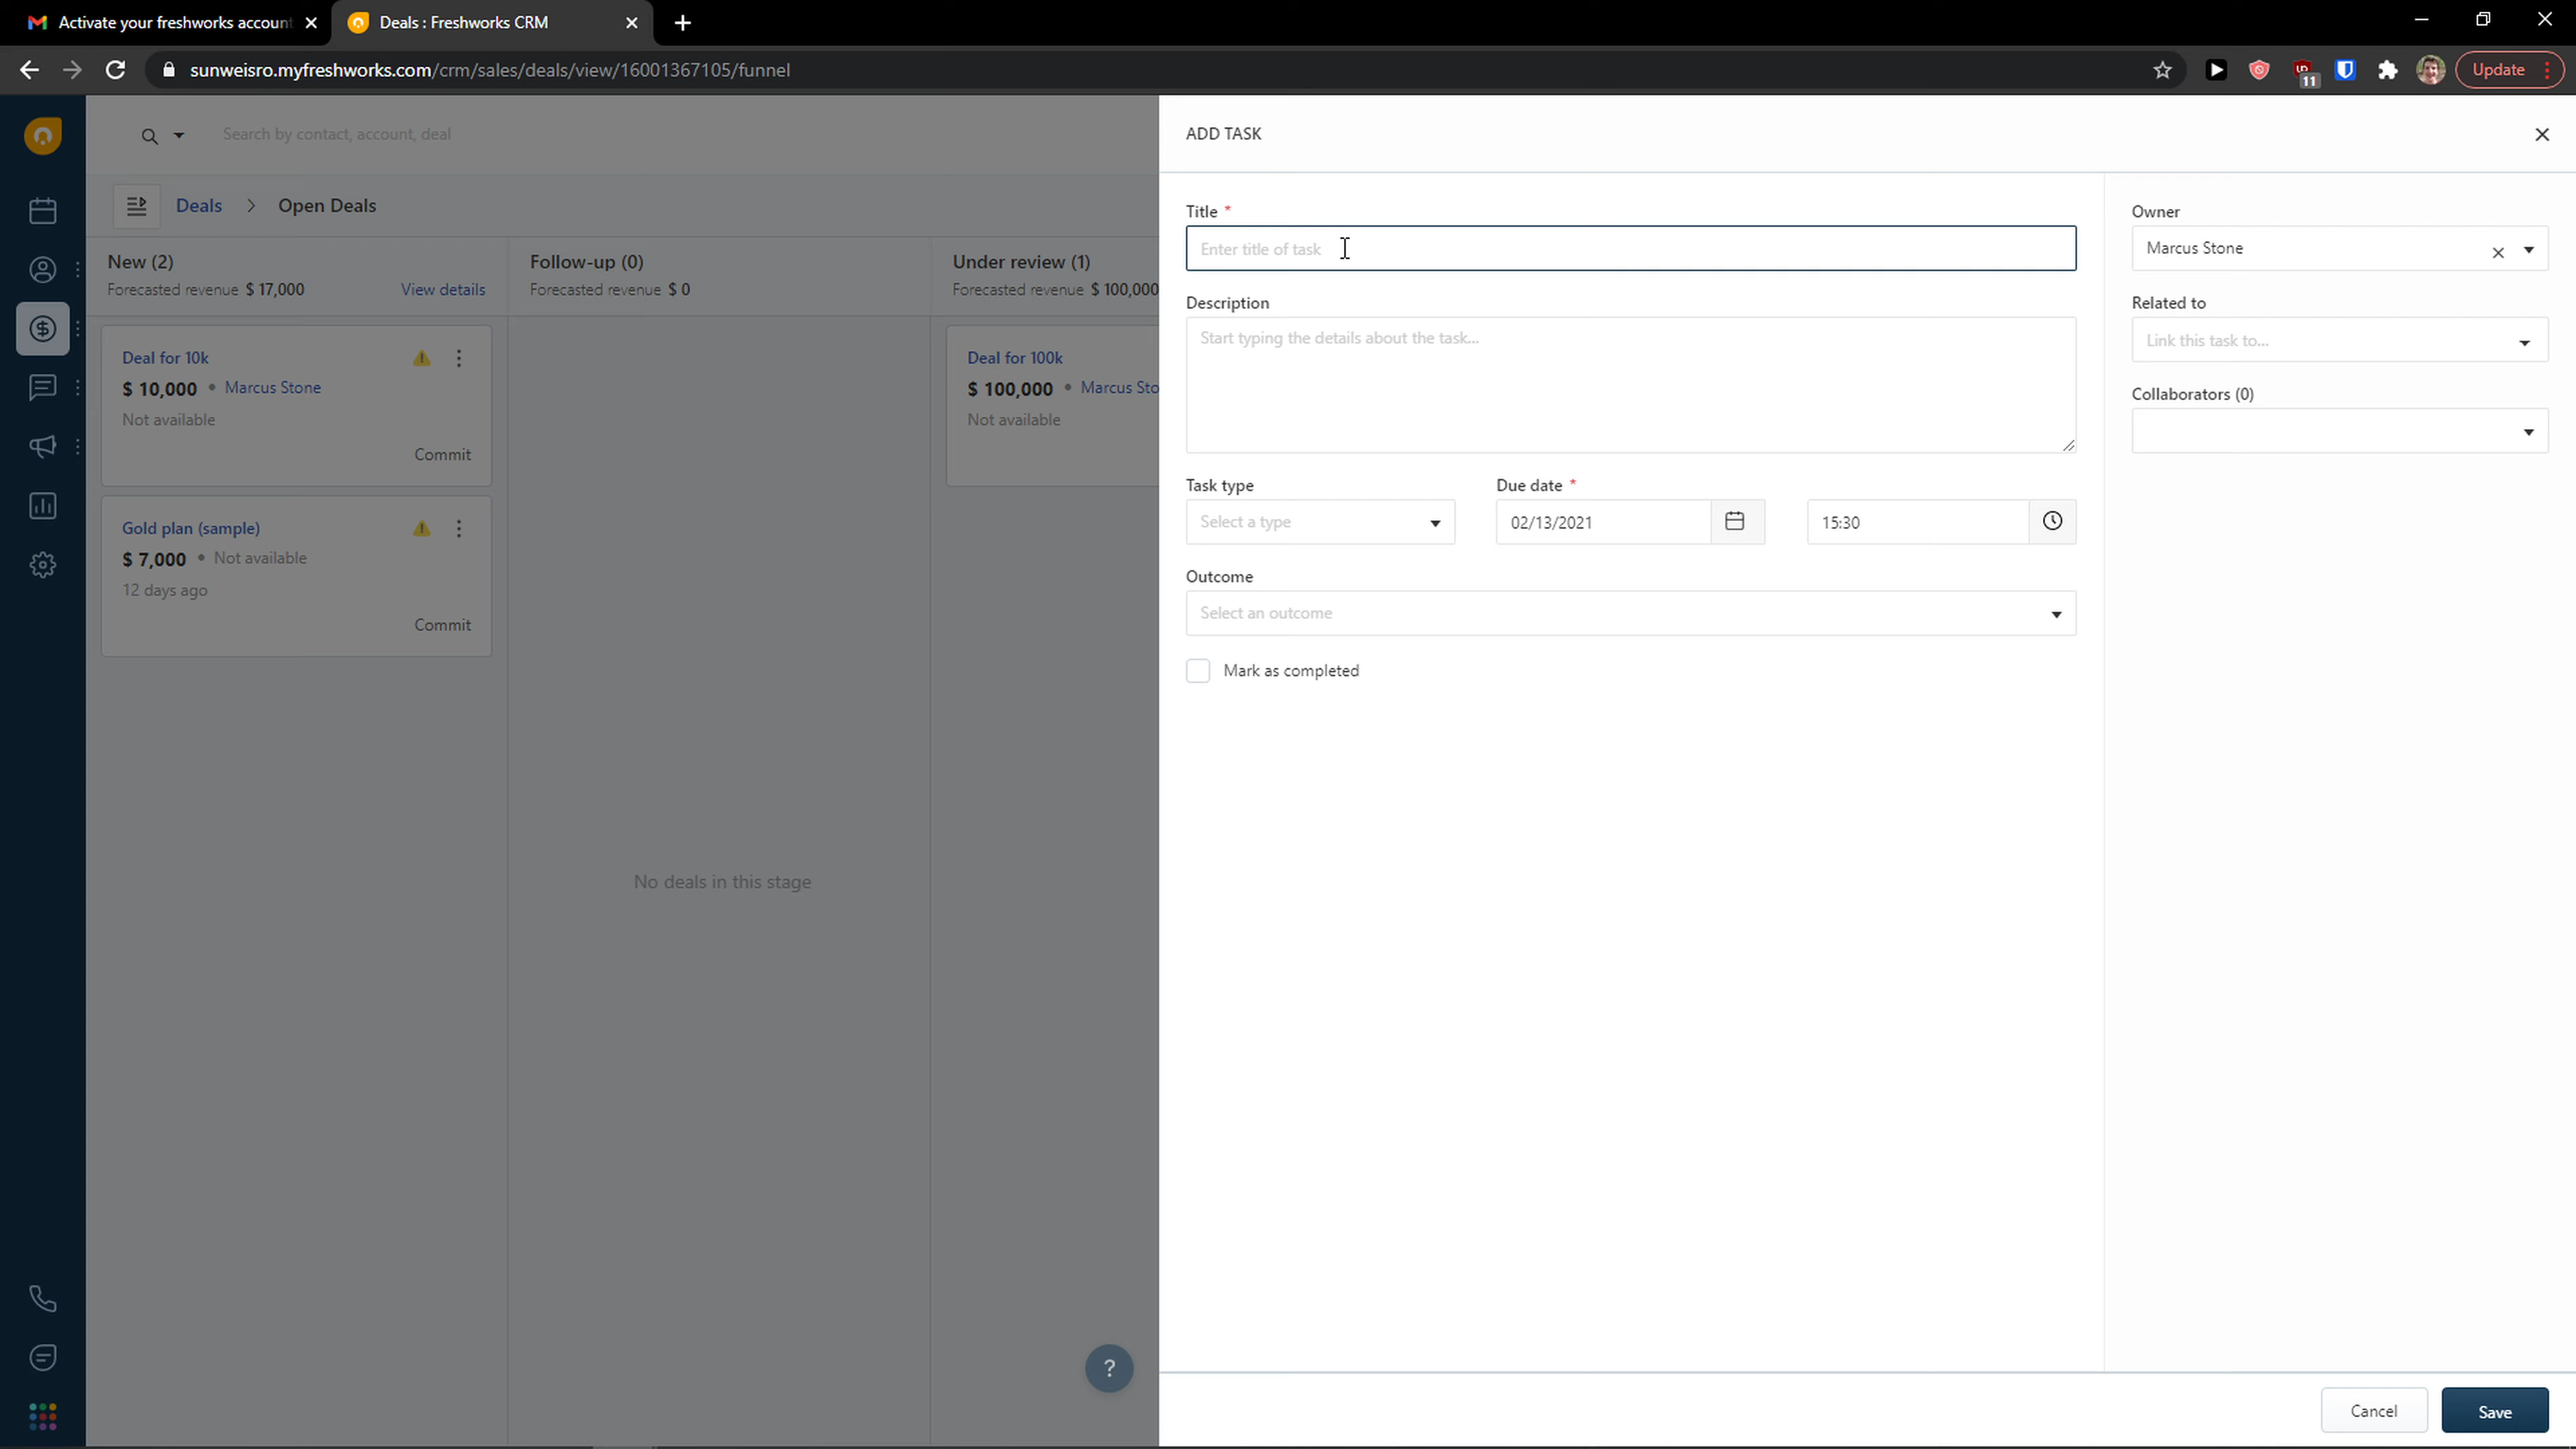 Activate your freshworks accoun
Deals : Freshworks CRM
sunweisro.myfreshworks.com/crm/sales/deals/view/16001367105/funnel
11
Update
Search by contact, account, deal
Deals > Open Deals
New (2)
Forecasted revenue $ 17,000
View details
Follow-up (0)
Forecasted revenue $ 0
Under review (1)
Forecasted revenue $ 100,000
Deal for 10k
$ 10,000 • Marcus Stone
Not available
Commit
Gold plan (sample)
$ 7,000 • Not available
12 days ago
Commit
No deals in this stage
Deal for 100k
$ 100,000 • Marcus Sto
Not available
?
ADD TASK
Title *
Enter title of task
Description
Start typing the details about the task...
Task type
Select a type
Due date *
02/13/2021
15:30
Outcome
Select an outcome
Mark as completed
Owner
Marcus Stone
Related to
Link this task to...
Collaborators (0)
Cancel
Save